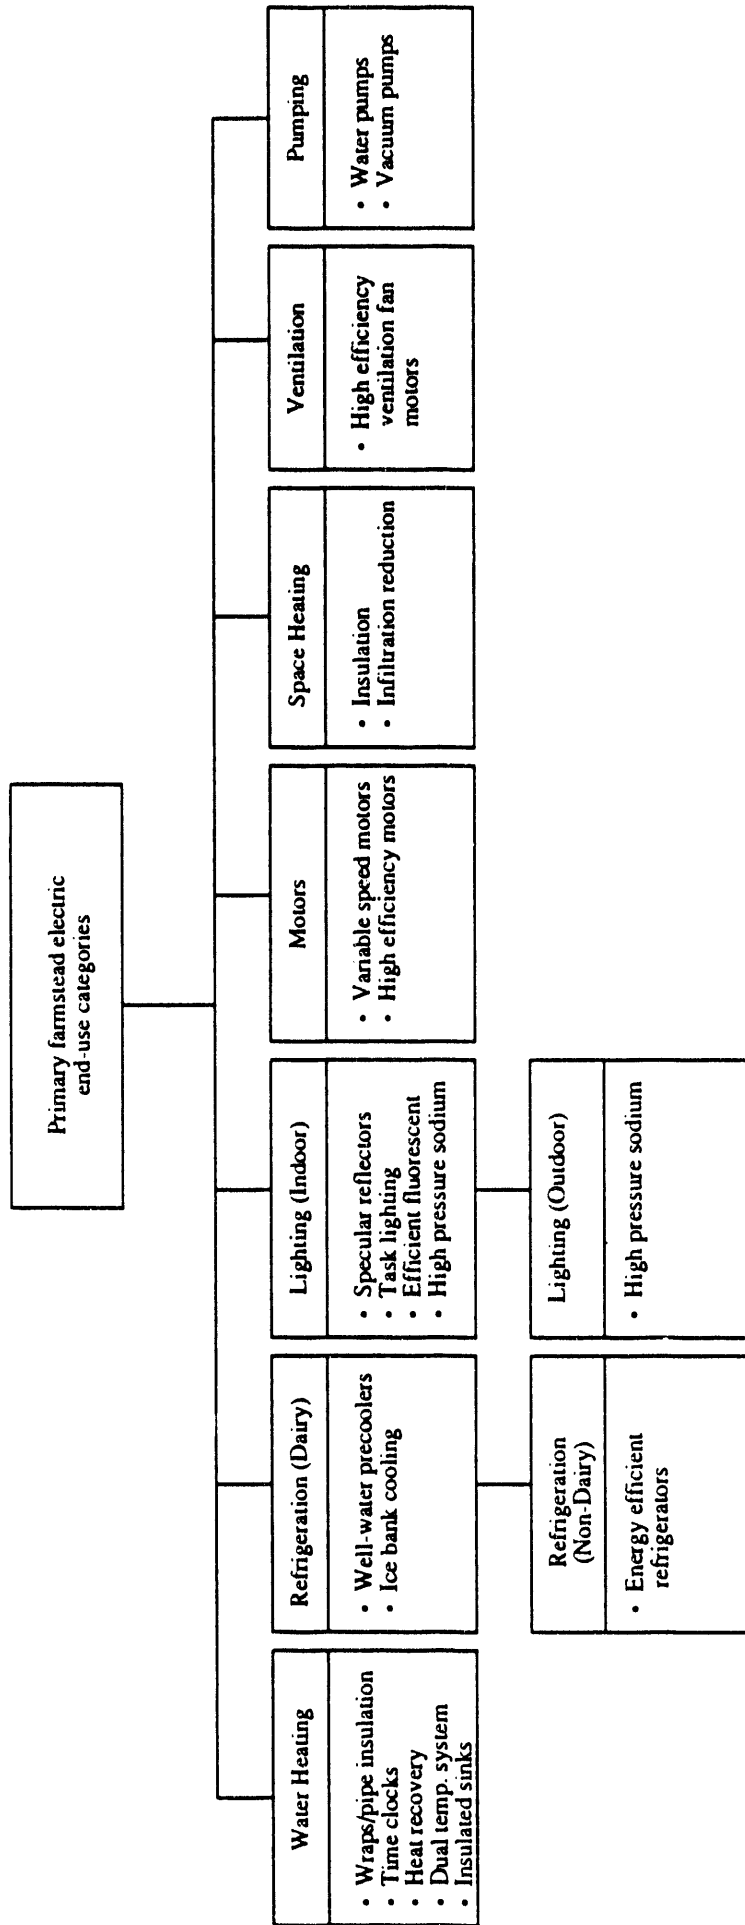 Primary farmstead electric
end-use categories
Water Heating
• Wraps/pipe insulation
• Time clocks
• Heat recovery
• Dual temp. system
• Insulated sinks
Refrigeration (Dairy)
• Well-water precoolers
• Ice bank cooling
Refrigeration
(Non-Dairy)
• Energy efficient
refrigerators
Lighting (Indoor)
• Specular reflectors
• Task lighting
• Efficient fluorescent
• High pressure sodium
Lighting (Outdoor)
• High pressure sodium
Motors
• Variable speed motors
• High efficiency motors
Space Heating
• Insulation
• Infiltration reduction
Ventilation
• High efficiency
ventilation fan
motors
Pumping
• Water pumps
• Vacuum pumps